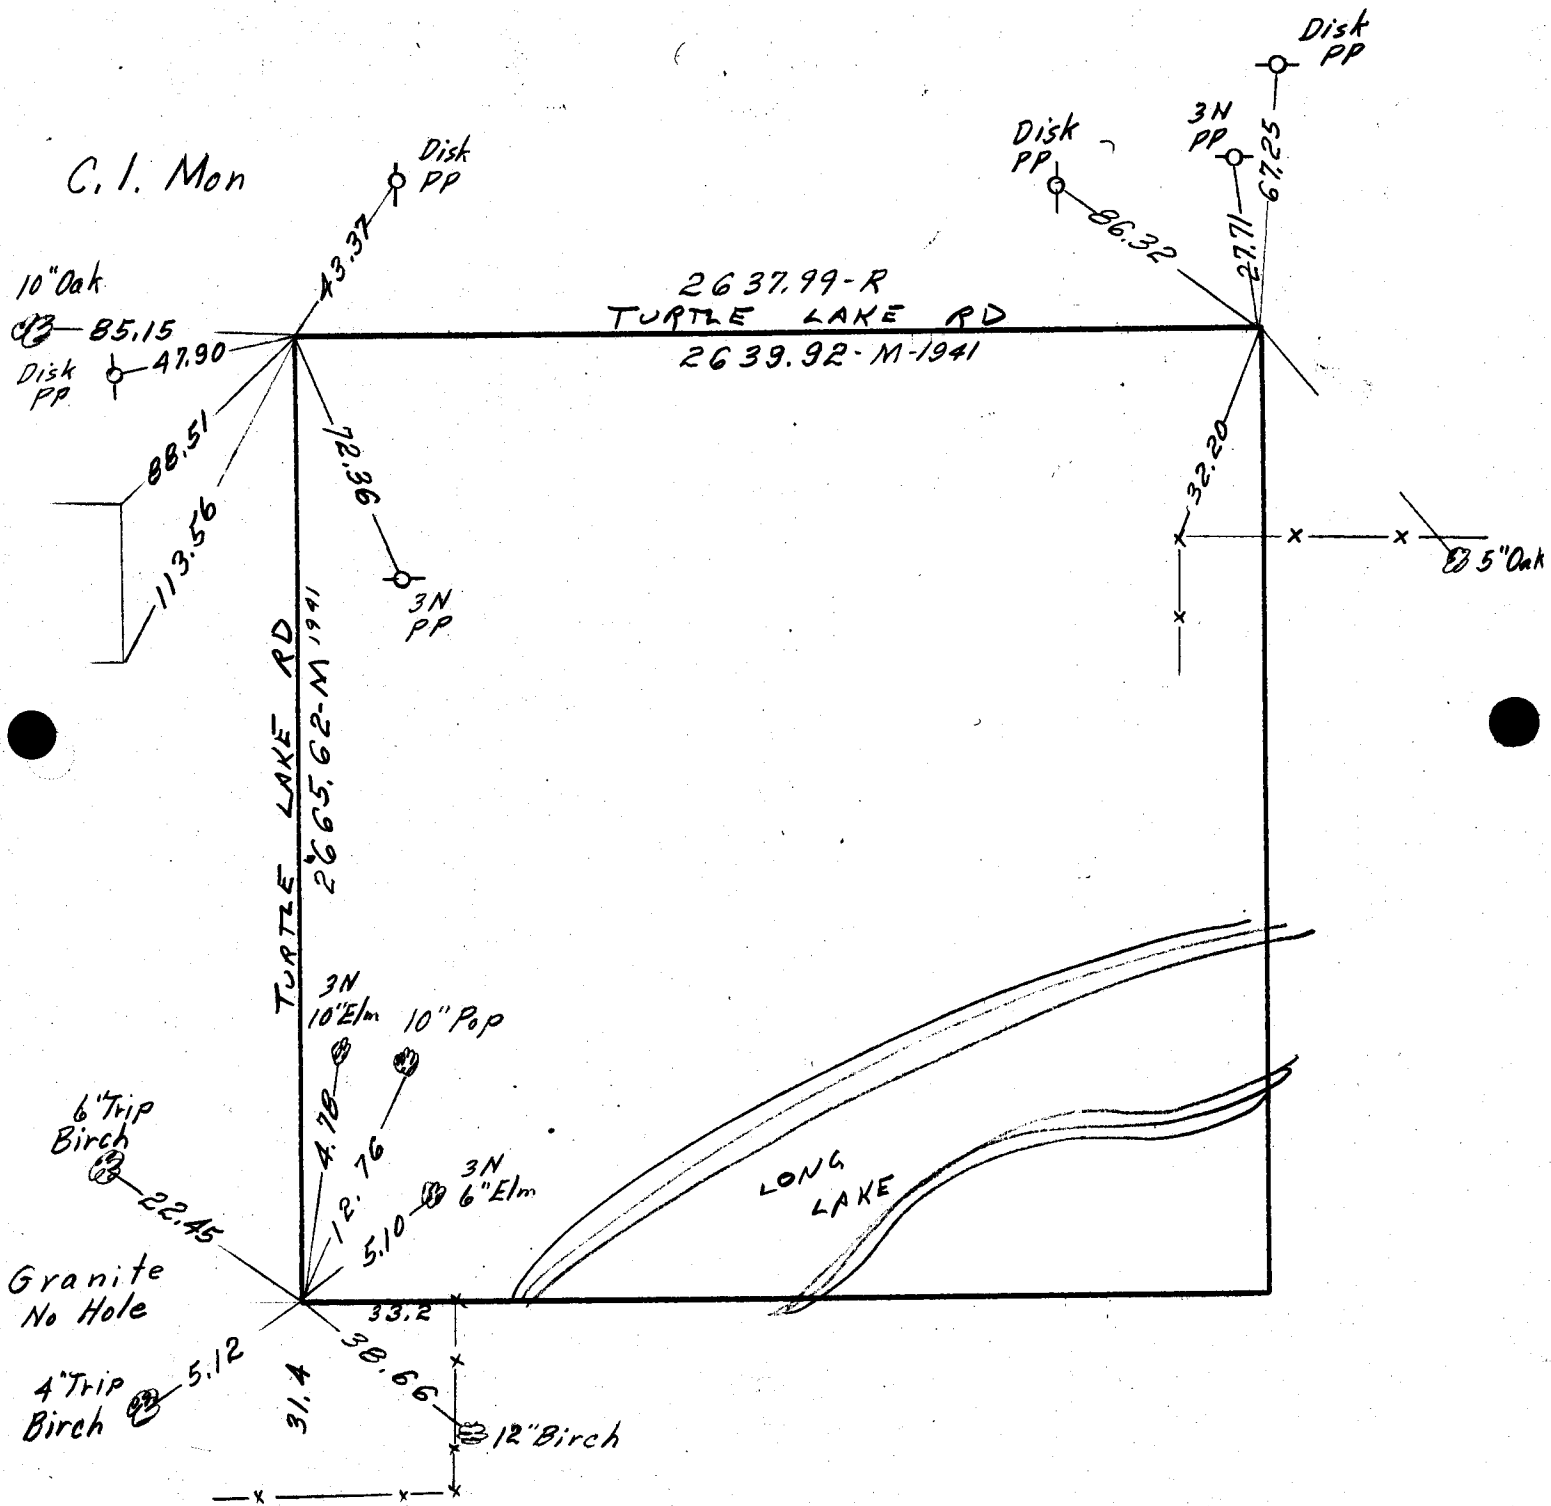 Disk
PP
3N
PP
67.25
27.71
Disk
PP
86.32
C.I. Mon
Disk
PP
43.37
10" Oak
85.15
Disk
PP
47.90
2637.99-R
TURTLE LAKE RD
2639.92-M-1941
88.51
113.56
72.36
3N
PP
32.20
5" Oak
TURTLE LAKE RD
2665.62-M 1941
3N
10" Elm
10" Pop
4.78
12.76
3N
6" Elm
5.10
6" Trip
Birch
22.45
LONG
LAKE
Granite
No Hole
33.2
38.66
5.12
4" Trip
Birch
31.4
12" Birch